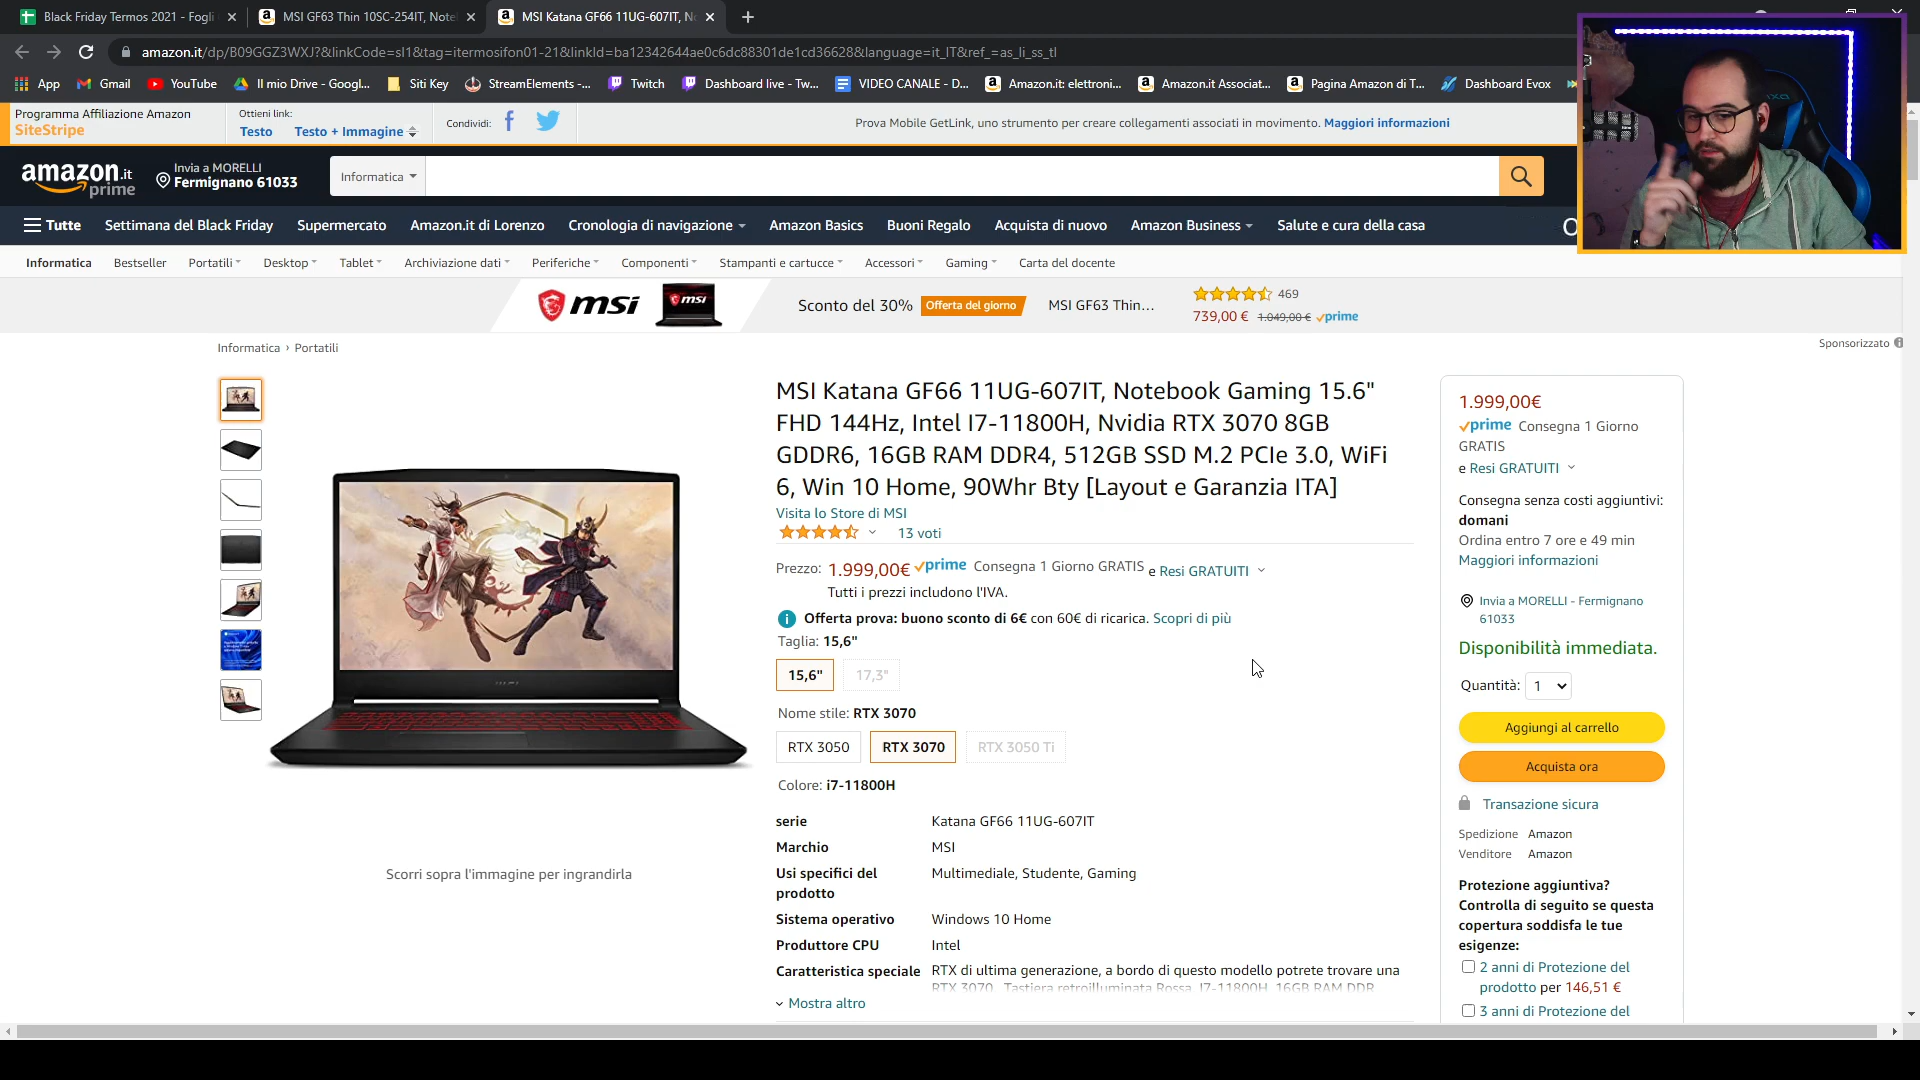 Black Friday Termos 2021 - Fogli
MSI GF63 Thin 10SC-254IT, Note
MSI Katana GF66 11UG-607IT, N
amazon.it/dp/B09GGZ3WXJ?&linkCode=sl1&tag=itermosifon01-21&linkId=ba12342644ae0c6dc88301de1cd36628&language=it_IT&ref_=as_li_ss_tl
App
Gmail
YouTube
Il mio Drive - Googl...
Siti Key
StreamElements -...
Twitch
Dashboard live - Tw...
VIDEO CANALE - D...
Amazon.it: elettroni...
Amazon.it Associat...
Pagina Amazon di T...
Dashboard Evox
Programma Affiliazione Amazon
SiteStripe
Ottieni link:
Testo
Testo + Immagine
Condividi:
Prova Mobile GetLink, uno strumento per creare collegamenti associati in movimento. Maggiori informazioni
amazon.it
prime
Invia a MORELLI
Fermignano 61033
Informatica
Tutte
Settimana del Black Friday
Supermercato
Amazon.it di Lorenzo
Cronologia di navigazione
Amazon Basics
Buoni Regalo
Acquista di nuovo
Amazon Business
Salute e cura della casa
Informatica
Bestseller
Portatili
Desktop
Tablet
Archiviazione dati
Periferiche
Componenti
Stampanti e cartucce
Accessori
Gaming
Carta del docente
msi
msi
Sconto del 30%
Offerta del giorno
MSI GF63 Thin...
469
739,00 € 1.049,00 € prime
Sponsorizzato
Informatica › Portatili
MSI Katana GF66 11UG-607IT, Notebook Gaming 15.6"
FHD 144Hz, Intel I7-11800H, Nvidia RTX 3070 8GB
GDDR6, 16GB RAM DDR4, 512GB SSD M.2 PCIe 3.0, WiFi
6, Win 10 Home, 90Whr Bty [Layout e Garanzia ITA]
Visita lo Store di MSI
13 voti
Prezzo: 1.999,00€ prime Consegna 1 Giorno GRATIS e Resi GRATUITI
Tutti i prezzi includono l'IVA.
Offerta prova: buono sconto di 6€ con 60€ di ricarica. Scopri di più
Taglia: 15,6"
15,6"
17,3"
Nome stile: RTX 3070
RTX 3050
RTX 3070
RTX 3050 Ti
Colore: i7-11800H
serie Katana GF66 11UG-607IT
Marchio MSI
Usi specifici del Multimediale, Studente, Gaming
prodotto
Sistema operativo Windows 10 Home
Produttore CPU Intel
Caratteristica speciale RTX di ultima generazione, a bordo di questo modello potrete trovare una
RTX 3070. Tastiera retroilluminata Rossa. I7-11800H, 16GB RAM DDR
Mostra altro
Scorri sopra l'immagine per ingrandirla
1.999,00€
prime Consegna 1 Giorno
GRATIS
e Resi GRATUITI
Consegna senza costi aggiuntivi:
domani
Ordina entro 7 ore e 49 min
Maggiori informazioni
Invia a MORELLI - Fermignano
61033
Disponibilità immediata.
Quantità: 1
Aggiungi al carrello
Acquista ora
Transazione sicura
Spedizione Amazon
Venditore Amazon
Protezione aggiuntiva?
Controlla di seguito se questa
copertura soddisfa le tue
esigenze:
2 anni di Protezione del
prodotto per 146,51 €
3 anni di Protezione del